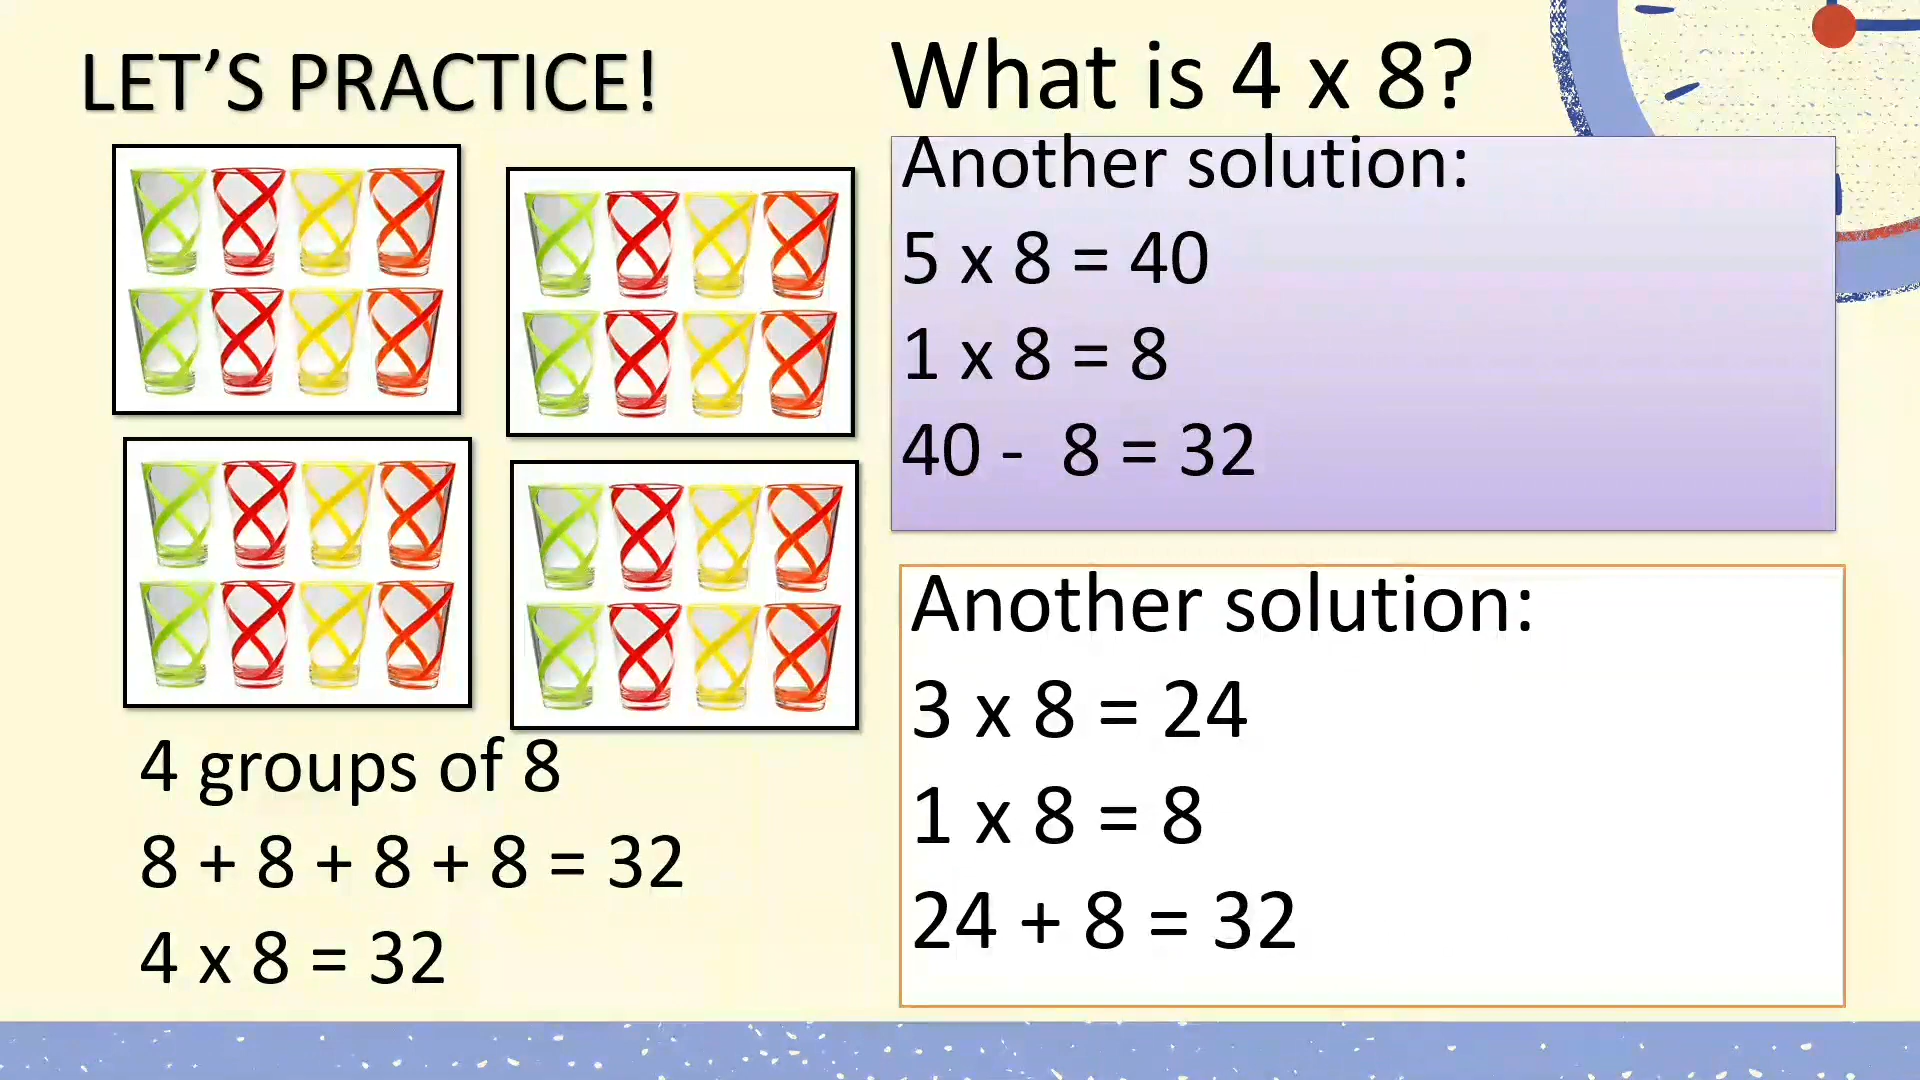 LET’S PRACTICE!
4 groups of 8
8 + 8 + 8 + 8 = 32
4 x 8 = 32
What is 4 x 8?
Another solution:
5 x 8 = 40
1 x 8 = 8
40 -  8 = 32
Another solution:
3 x 8 = 24
1 x 8 = 8
24 + 8 = 32